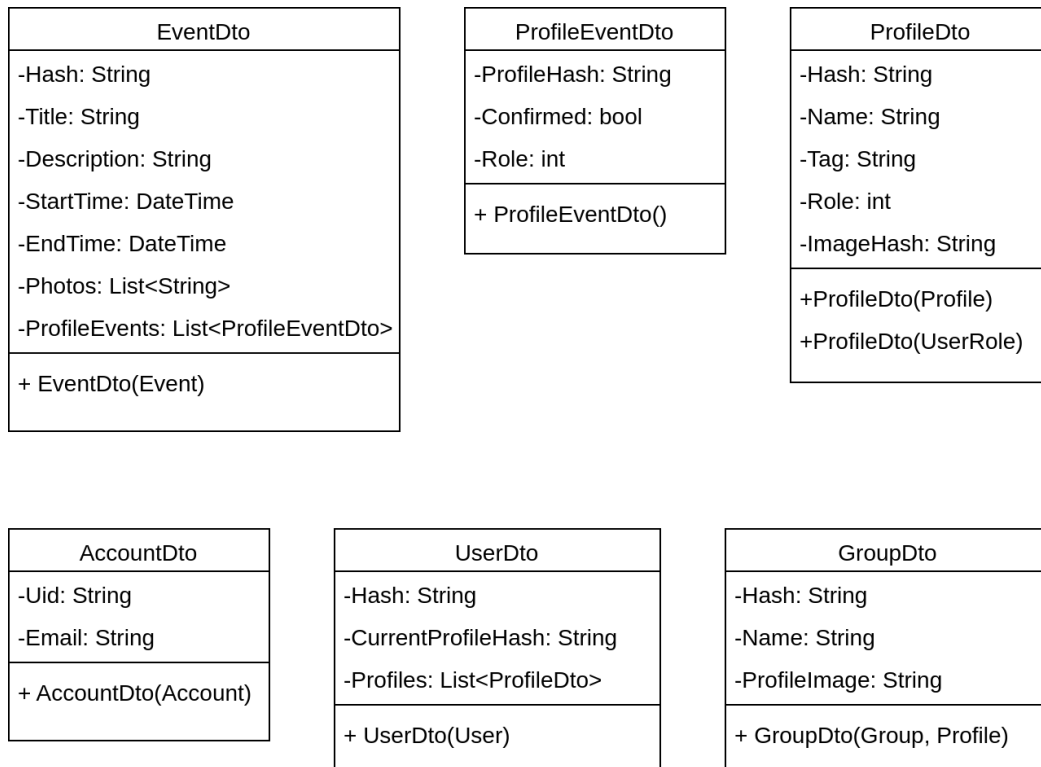 EventDto
-Hash: String
-Title: String
-Description: String
-StartTime: DateTime
-EndTime: DateTime
-Photos: List<String>
-ProfileEvents: List<ProfileEventDto>
+ EventDto(Event)
ProfileEventDto
-ProfileHash: String
-Confirmed: bool
-Role: int
+ ProfileEventDto()
ProfileDto
-Hash: String
-Name: String
-Tag: String
-Role: int
-ImageHash: String
+ProfileDto(Profile)
+ProfileDto(UserRole)
AccountDto
-Uid: String
-Email: String
+ AccountDto(Account)
UserDto
-Hash: String
-CurrentProfileHash: String
-Profiles: List<ProfileDto>
+ UserDto(User)
GroupDto
-Hash: String
-Name: String
-ProfileImage: String
+ GroupDto(Group, Profile)